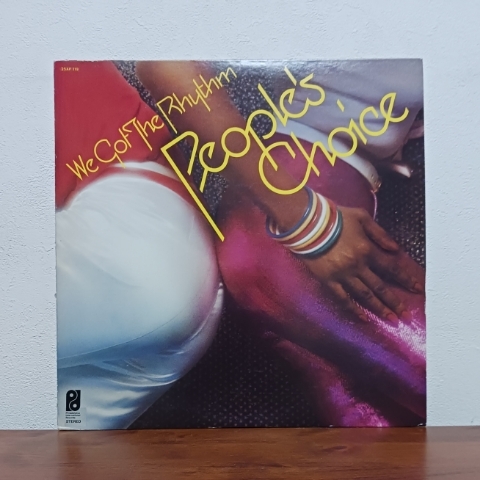 We Got The Rhythm
People's
Choice
STEREO